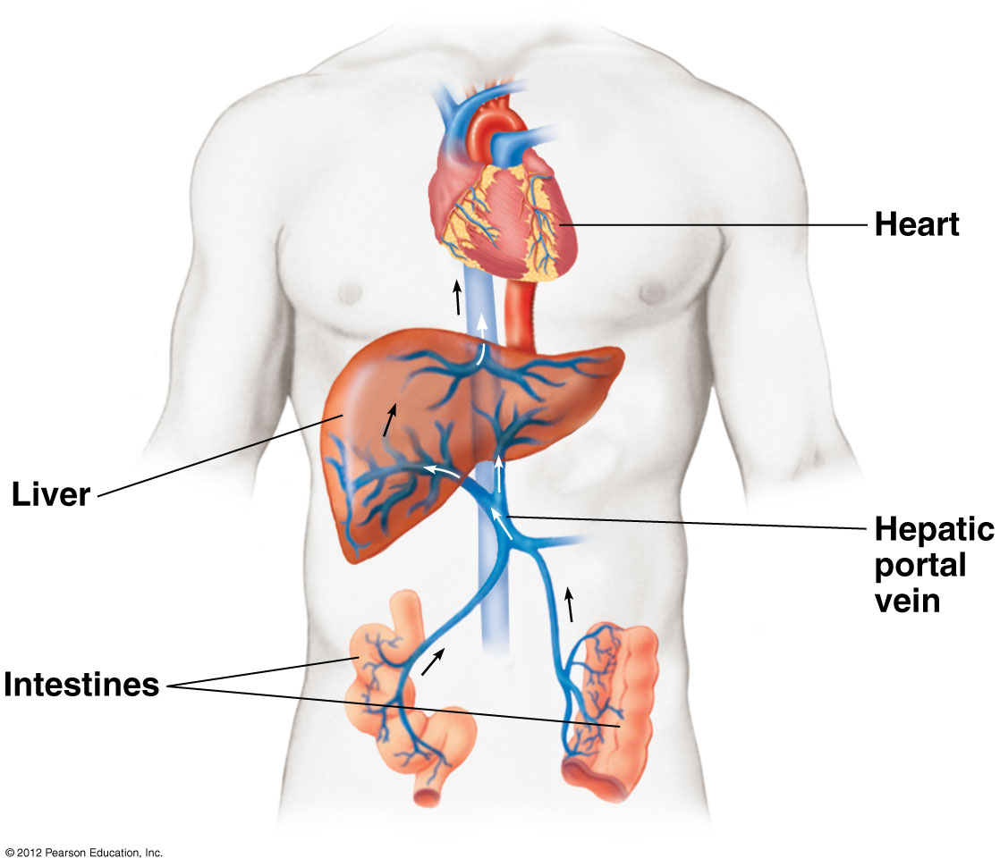 Heart
Liver
Hepatic
portal
vein
Intestines
© 2012 Pearson Education, Inc.